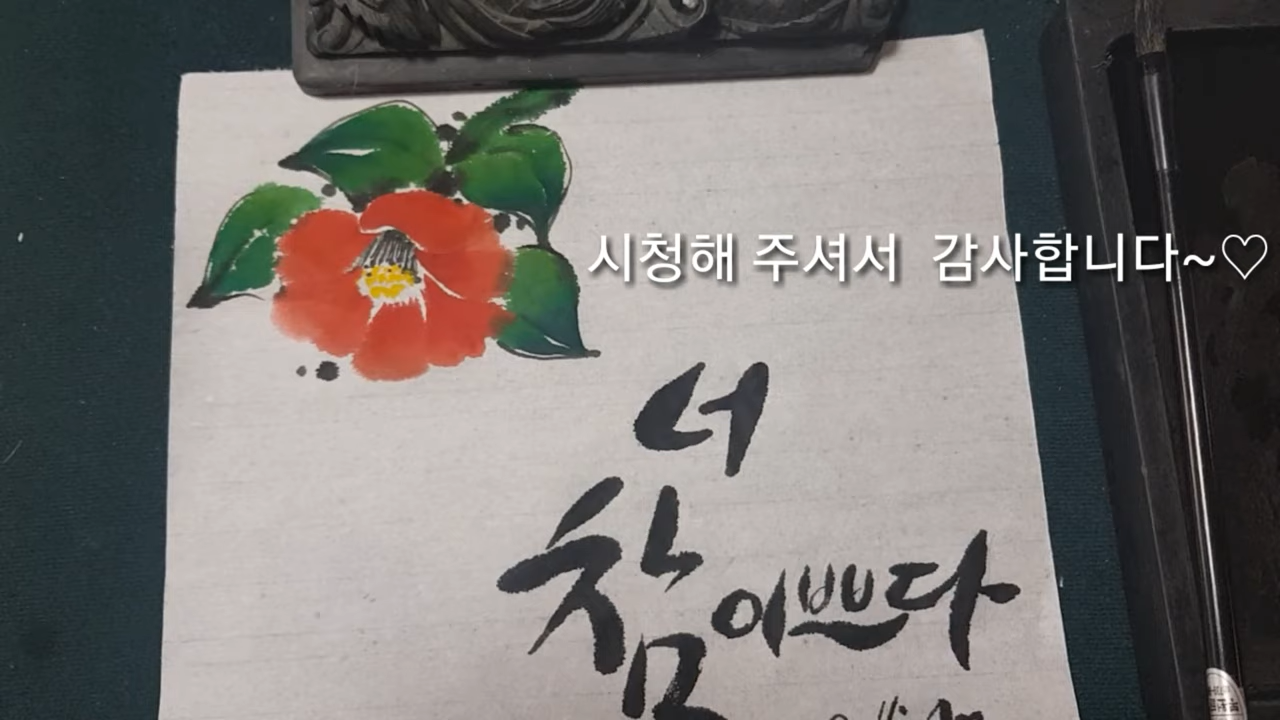 시청해 주셔서 감사합니다~♡
너
참 이쁘다